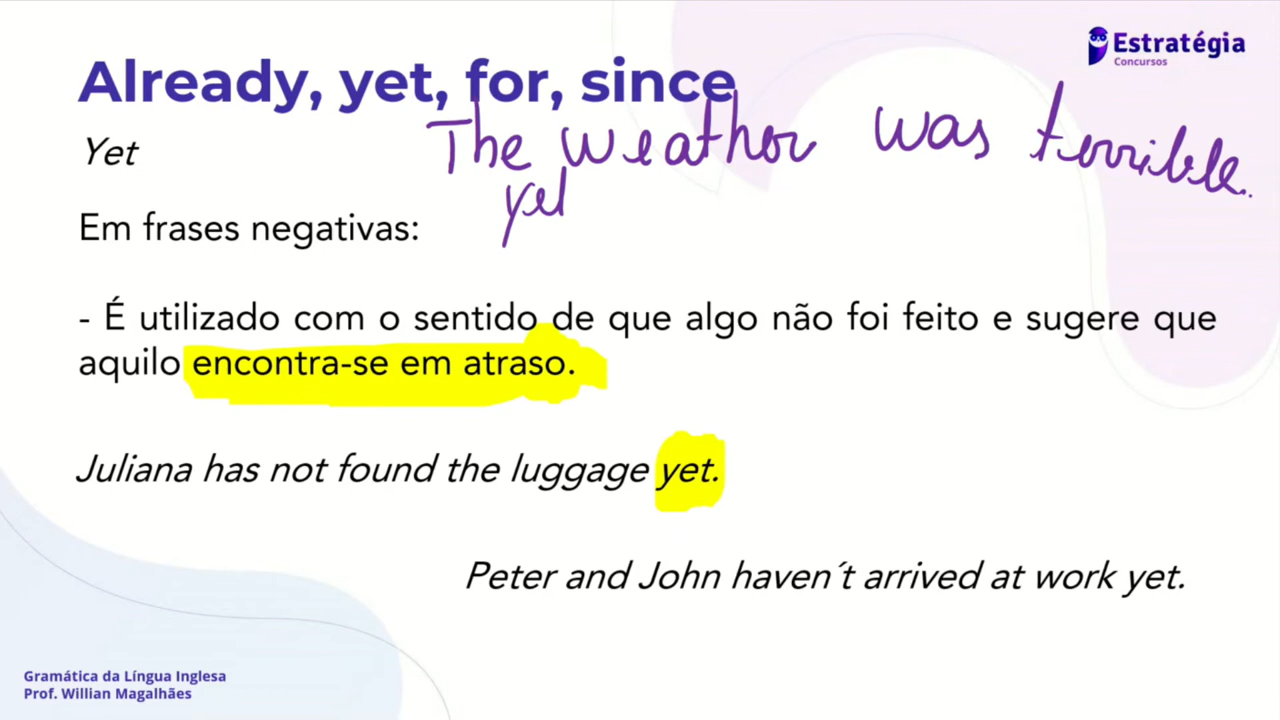 Estratégia
Concursos
Already, yet, for, since
The weather was terrible.
Yet
yet
Em frases negativas:
- É utilizado com o sentido de que algo não foi feito e sugere que
aquilo encontra-se em atraso.
Juliana has not found the luggage yet.
Peter and John haven´t arrived at work yet.
Gramática da Língua Inglesa
Prof. Willian Magalhães